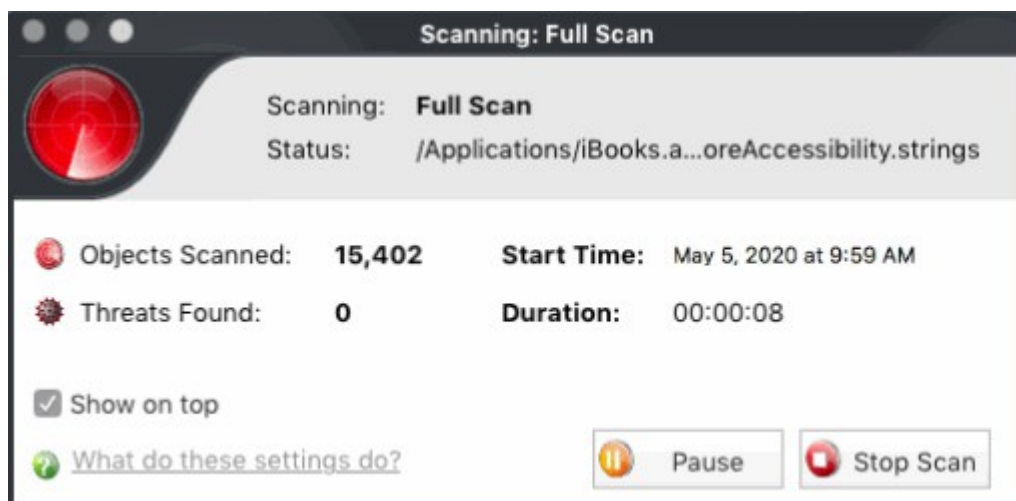 Scanning: Full Scan
Scanning: Full Scan
Status: /Applications/iBooks.a...oreAccessibility.strings
Objects Scanned: 15,402 Start Time: May 5, 2020 at 9:59 AM
Threats Found: 0 Duration: 00:00:08
Show on top
What do these settings do? Pause Stop Scan